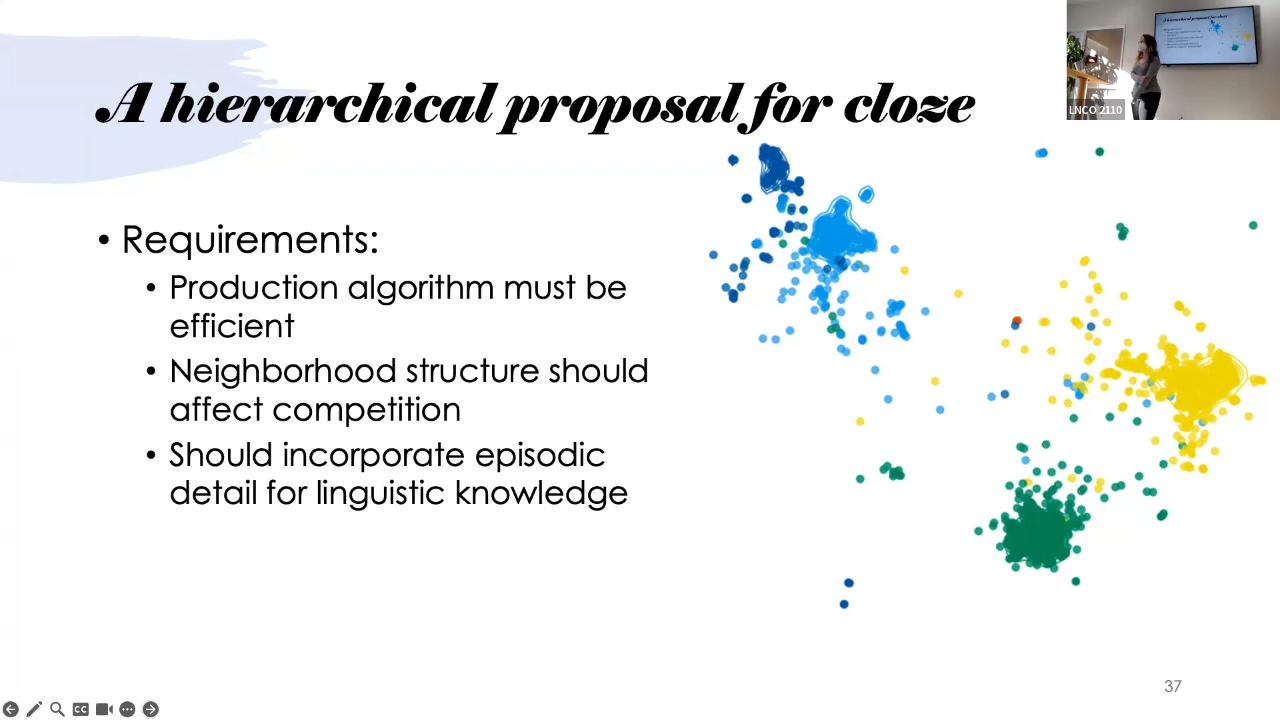 A hierarchical proposal for cloze
LNCO 2110
• Requirements:
• Production algorithm must be
efficient
• Neighborhood structure should
affect competition
• Should incorporate episodic
detail for linguistic knowledge
37
CC